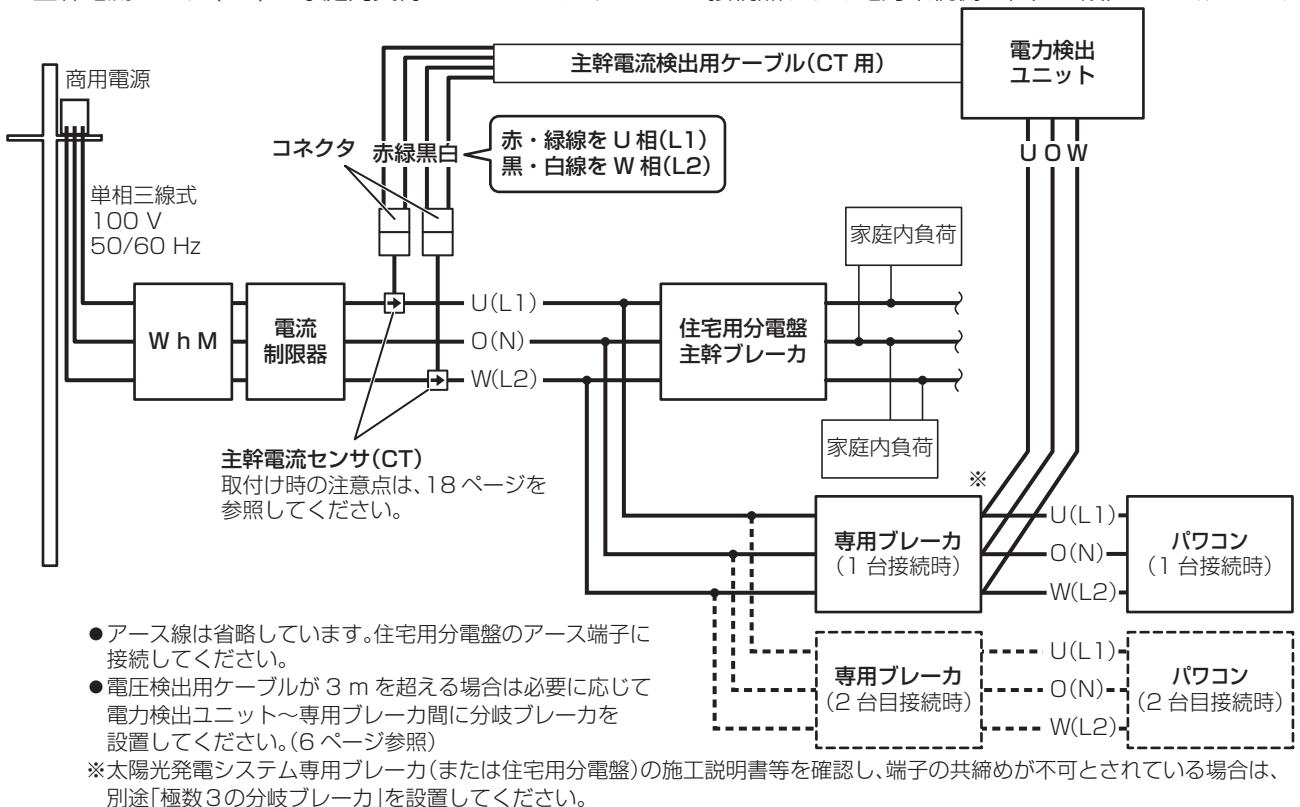 主幹電流検出用ケーブル(CT 用)
電力検出
ユニット
商用電源
コネクタ
赤緑黒白
赤・緑線を U 相(L1)
黒・白線を W 相(L2)
U O W
単相三線式
100 V
50/60 Hz
家庭内負荷
W h M
電流
制限器
U(L1)
O(N)
W(L2)
住宅用分電盤
主幹ブレーカ
家庭内負荷
主幹電流センサ(CT)
取付け時の注意点は、18 ページを
参照してください。
※
専用ブレーカ
(1 台接続時)
U(L1)
O(N)
W(L2)
パワコン
(1 台接続時)
専用ブレーカ
(2 台目接続時)
U(L1)
O(N)
W(L2)
パワコン
(2 台目接続時)
●アース線は省略しています。住宅用分電盤のアース端子に
接続してください。
●電圧検出用ケーブルが 3 m を超える場合は必要に応じて
電力検出ユニット～専用ブレーカ間に分岐ブレーカを
設置してください。(6 ページ参照)
※太陽光発電システム専用ブレーカ(または住宅用分電盤)の施工説明書等を確認し、端子の共締めが不可とされている場合は、
別途「極数3の分岐ブレーカ」を設置してください。